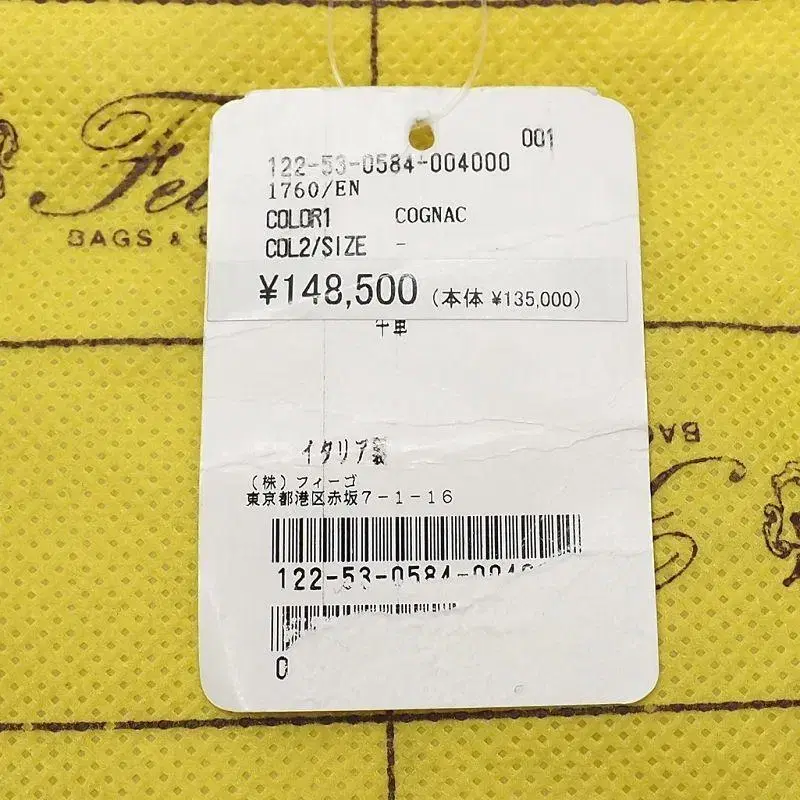 001
122-53-0584-004000
1760/EN
COLOR1 COGNAC
COL2/SIZE -
¥148,500 (本体 ¥135,000)
牛革
イタリア製
(株)フィーゴ
東京都港区赤坂7-1-16
122-53-0584-0040
0
BAGS &
BAGS